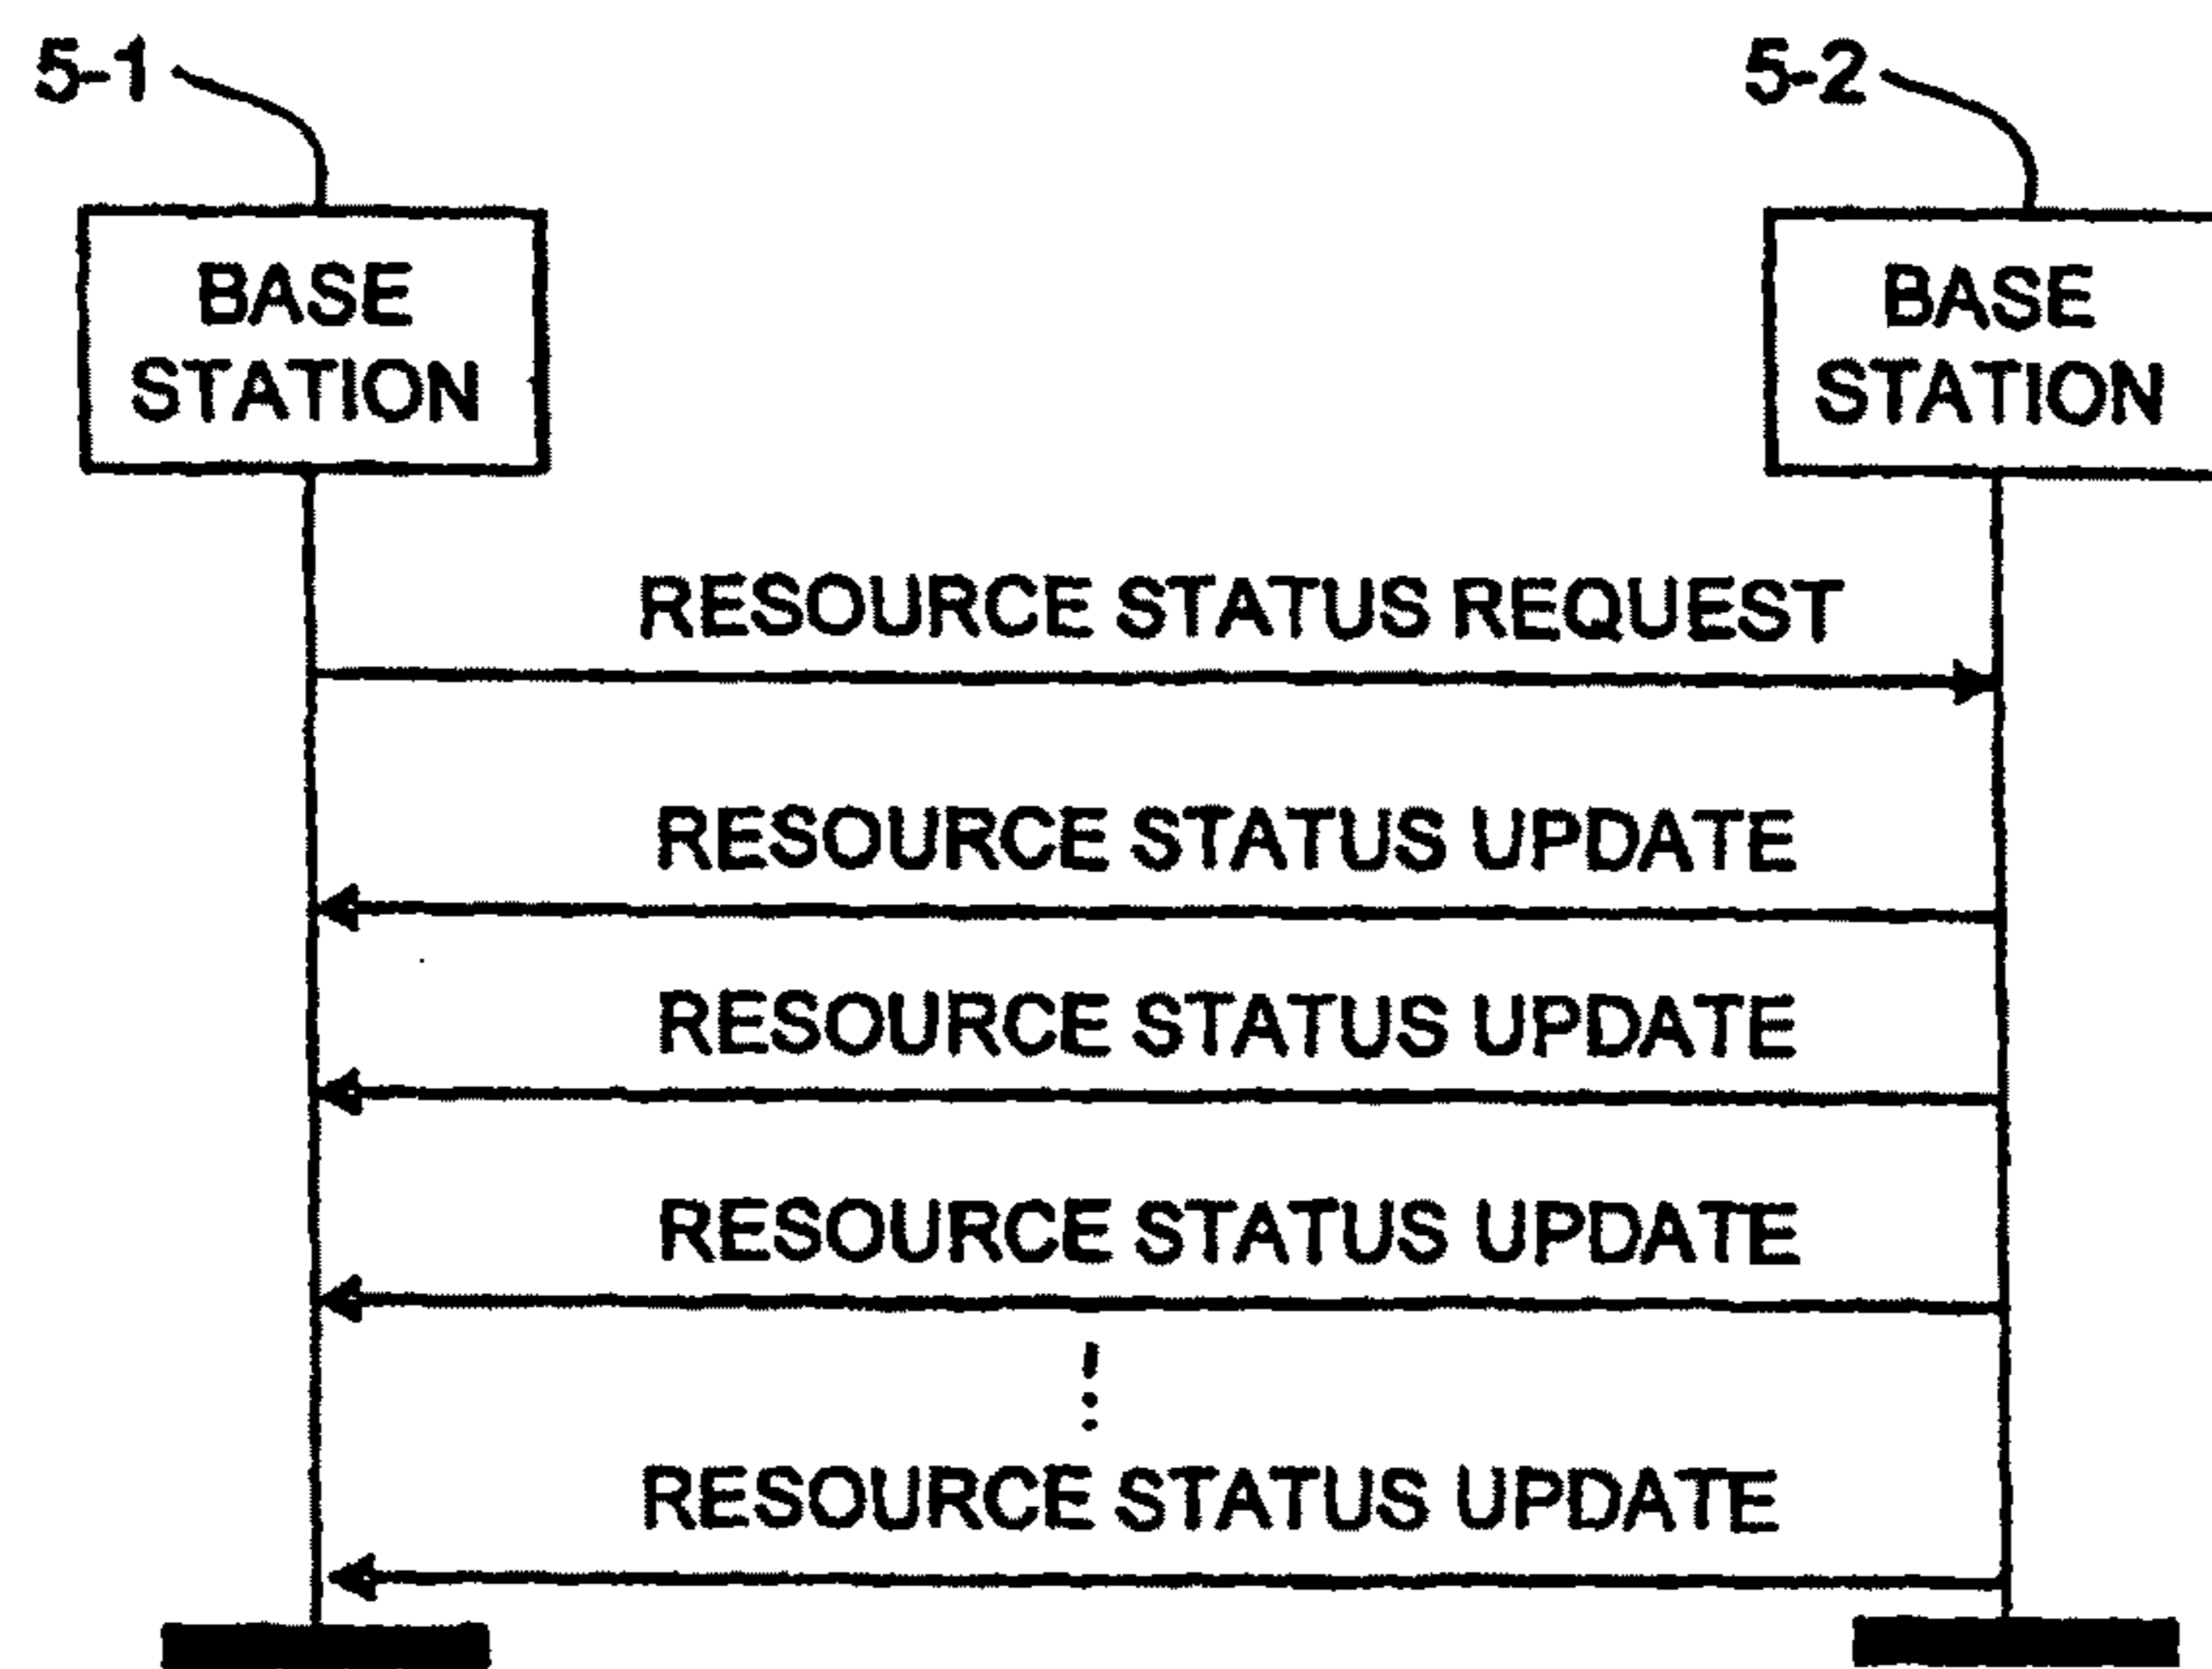 5-1
5-2
BASE
STATION
BASE
STATION
RESOURCE STATUS REQUEST
RESOURCE STATUS UPDATE
RESOURCE STATUS UPDATE
RESOURCE STATUS UPDATE
RESOURCE STATUS UPDATE